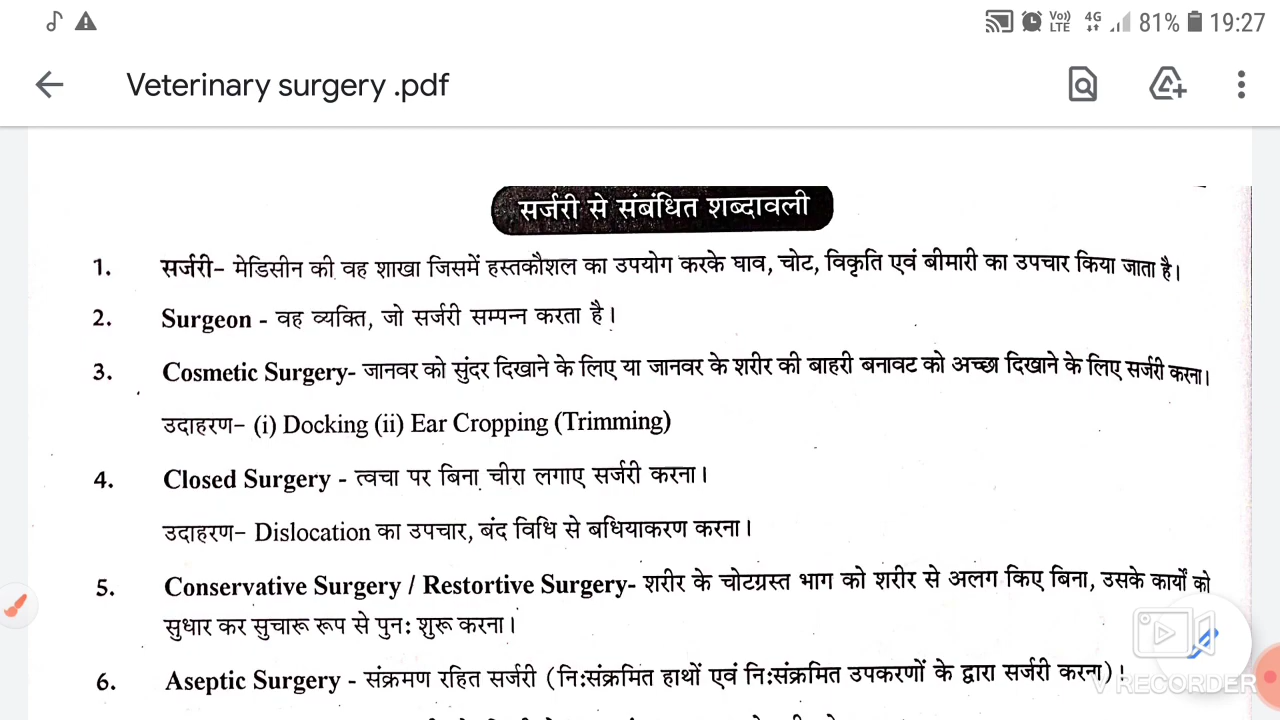 Vo)) 4G 81% 19:27
LTE
Veterinary surgery .pdf
सर्जरी से संबंधित शब्दावली
1. सर्जरी- मेडिसीन की वह शाखा जिसमें हस्तकौशल का उपयोग करके घाव, चोट, विकृति एवं बीमारी का उपचार किया जाता है।
2. Surgeon - वह व्यक्ति, जो सर्जरी सम्पन्न करता है।
3. Cosmetic Surgery- जानवर को सुंदर दिखाने के लिए या जानवर के शरीर की बाहरी बनावट को अच्छा दिखाने के लिए सर्जरी करना।
उदाहरण- (i) Docking (ii) Ear Cropping (Trimming)
4. Closed Surgery - त्वचा पर बिना चीरा लगाए सर्जरी करना।
उदाहरण- Dislocation का उपचार, बंद विधि से बधियाकरण करना।
5. Conservative Surgery / Restortive Surgery- शरीर के चोटग्रस्त भाग को शरीर से अलग किए बिना, उसके कार्यों को
सुधार कर सुचारू रूप से पुनः शुरू करना।
6. Aseptic Surgery - संक्रमण रहित सर्जरी (निःसंक्रमित हाथों एवं निःसंक्रमित उपकरणों के द्वारा सर्जरी करना)।
V RECORDER